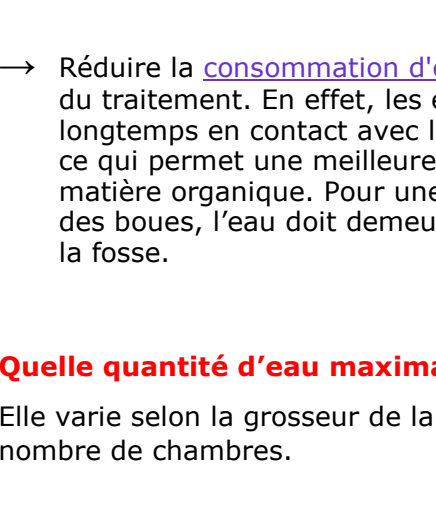 → Réduire la consommation d'e
du traitement. En effet, les e
longtemps en contact avec l
ce qui permet une meilleure
matière organique. Pour une
des boues, l’eau doit demeu
la fosse.
Quelle quantité d’eau maxima
Elle varie selon la grosseur de la
nombre de chambres.